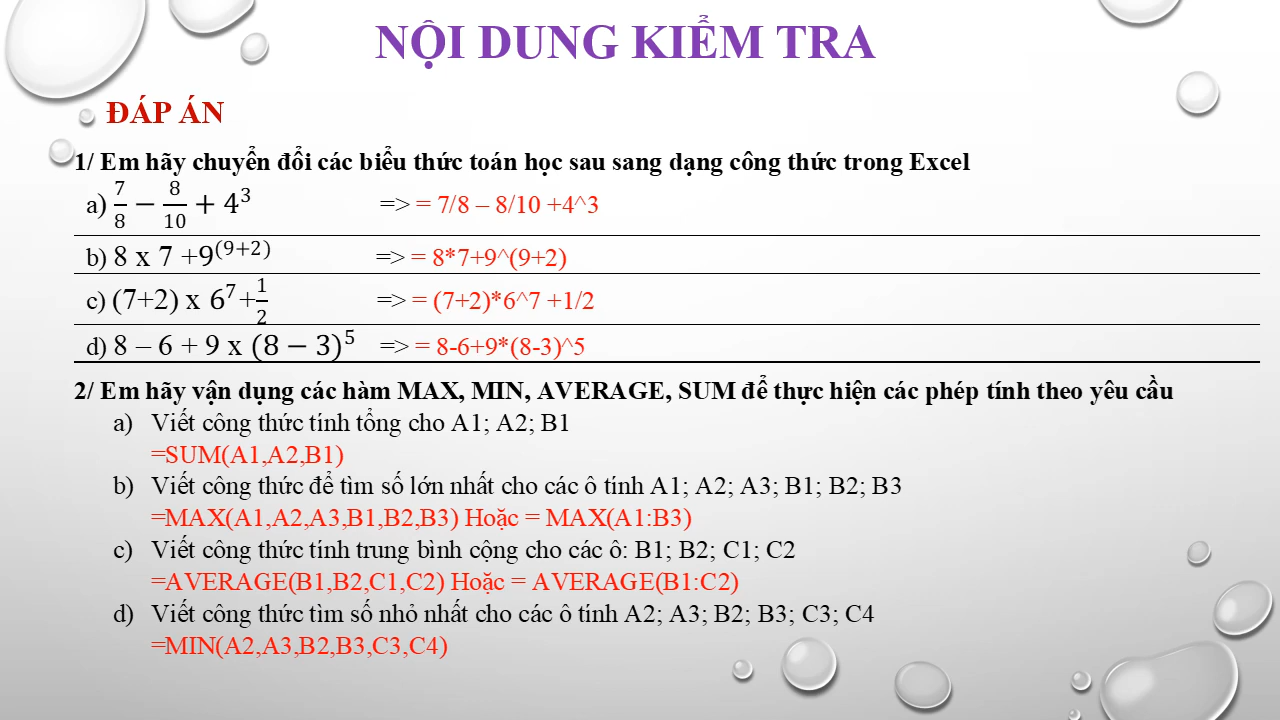 NỘI DUNG KIỂM TRA
ĐÁP ÁN
1/ Em hãy chuyển đổi các biểu thức toán học sau sang dạng công thức trong Excel
a) 7/8 − 8/10 + 4³ => = 7/8 – 8/10 +4^3
b) 8 x 7 +9⁽⁹⁺²⁾ => = 8*7+9^(9+2)
c) (7+2) x 6⁷+1/2 => = (7+2)*6^7 +1/2
d) 8 – 6 + 9 x (8 − 3)⁵ => = 8-6+9*(8-3)^5
2/ Em hãy vận dụng các hàm MAX, MIN, AVERAGE, SUM để thực hiện các phép tính theo yêu cầu
a) Viết công thức tính tổng cho A1; A2; B1
=SUM(A1,A2,B1)
b) Viết công thức để tìm số lớn nhất cho các ô tính A1; A2; A3; B1; B2; B3
=MAX(A1,A2,A3,B1,B2,B3) Hoặc = MAX(A1:B3)
c) Viết công thức tính trung bình cộng cho các ô: B1; B2; C1; C2
=AVERAGE(B1,B2,C1,C2) Hoặc = AVERAGE(B1:C2)
d) Viết công thức tìm số nhỏ nhất cho các ô tính A2; A3; B2; B3; C3; C4
=MIN(A2,A3,B2,B3,C3,C4)